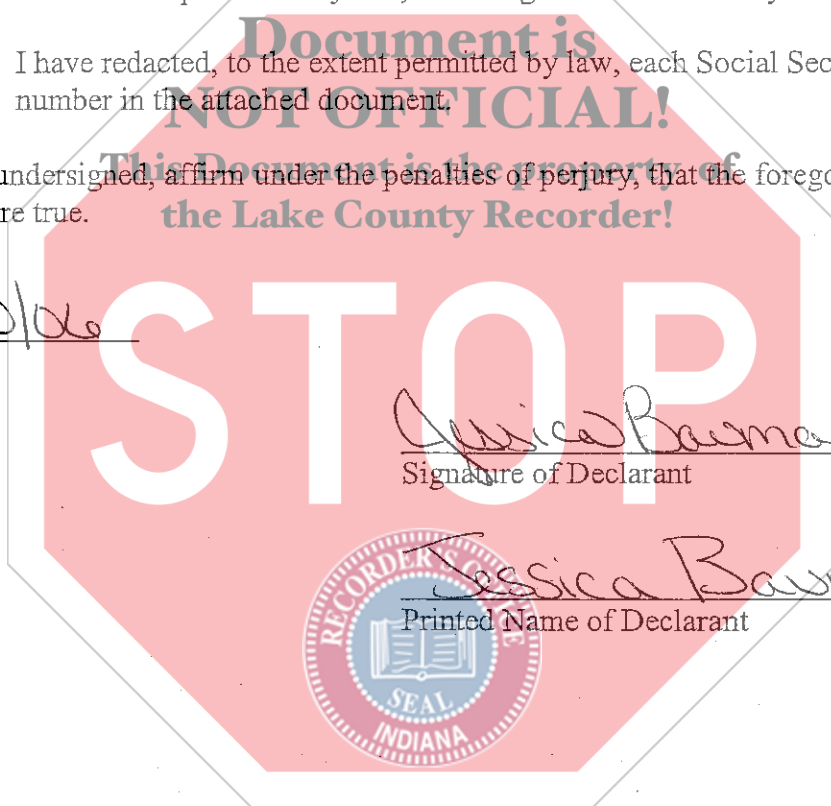 Document is
I have redacted, to the extent permitted by law, each Social Sec
number in the attached document.
NOT OFFICIAL!
undersigned, affirm under the penalties of perjury, that the forego
This Document is the property of
re true.
the Lake County Recorder!
/06
STOP
Jessica
Signature of Declarant
Jessica
Printed Name of Declarant
RECORDER'S OFFICE
SEAL
INDIANA